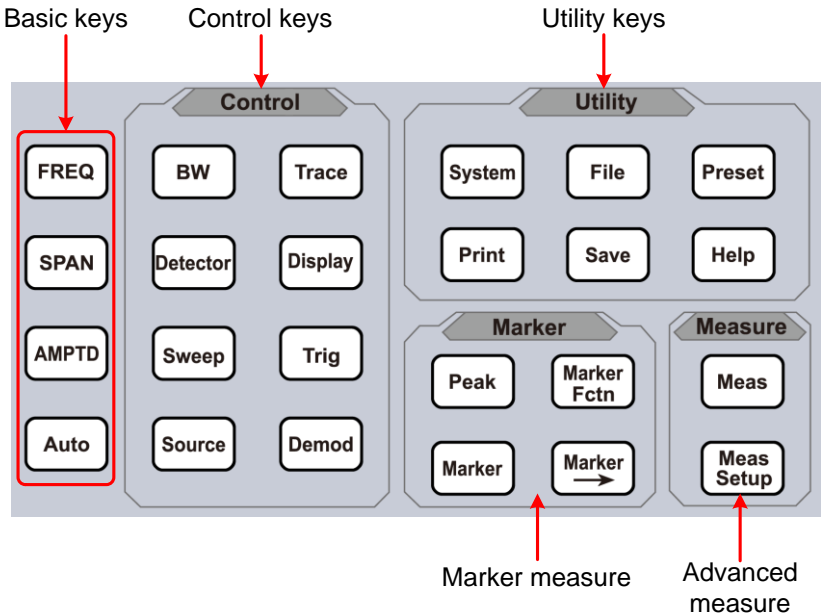 Basic keys
Control keys
Utility keys
Control
Utility
FREQ
BW
Trace
System
File
Preset
SPAN
Detector
Display
Print
Save
Help
Marker
Measure
AMPTD
Sweep
Trig
Peak
Marker
Fctn
Meas
Auto
Source
Demod
Marker
Marker
Meas
Setup
Marker measure
Advanced
measure